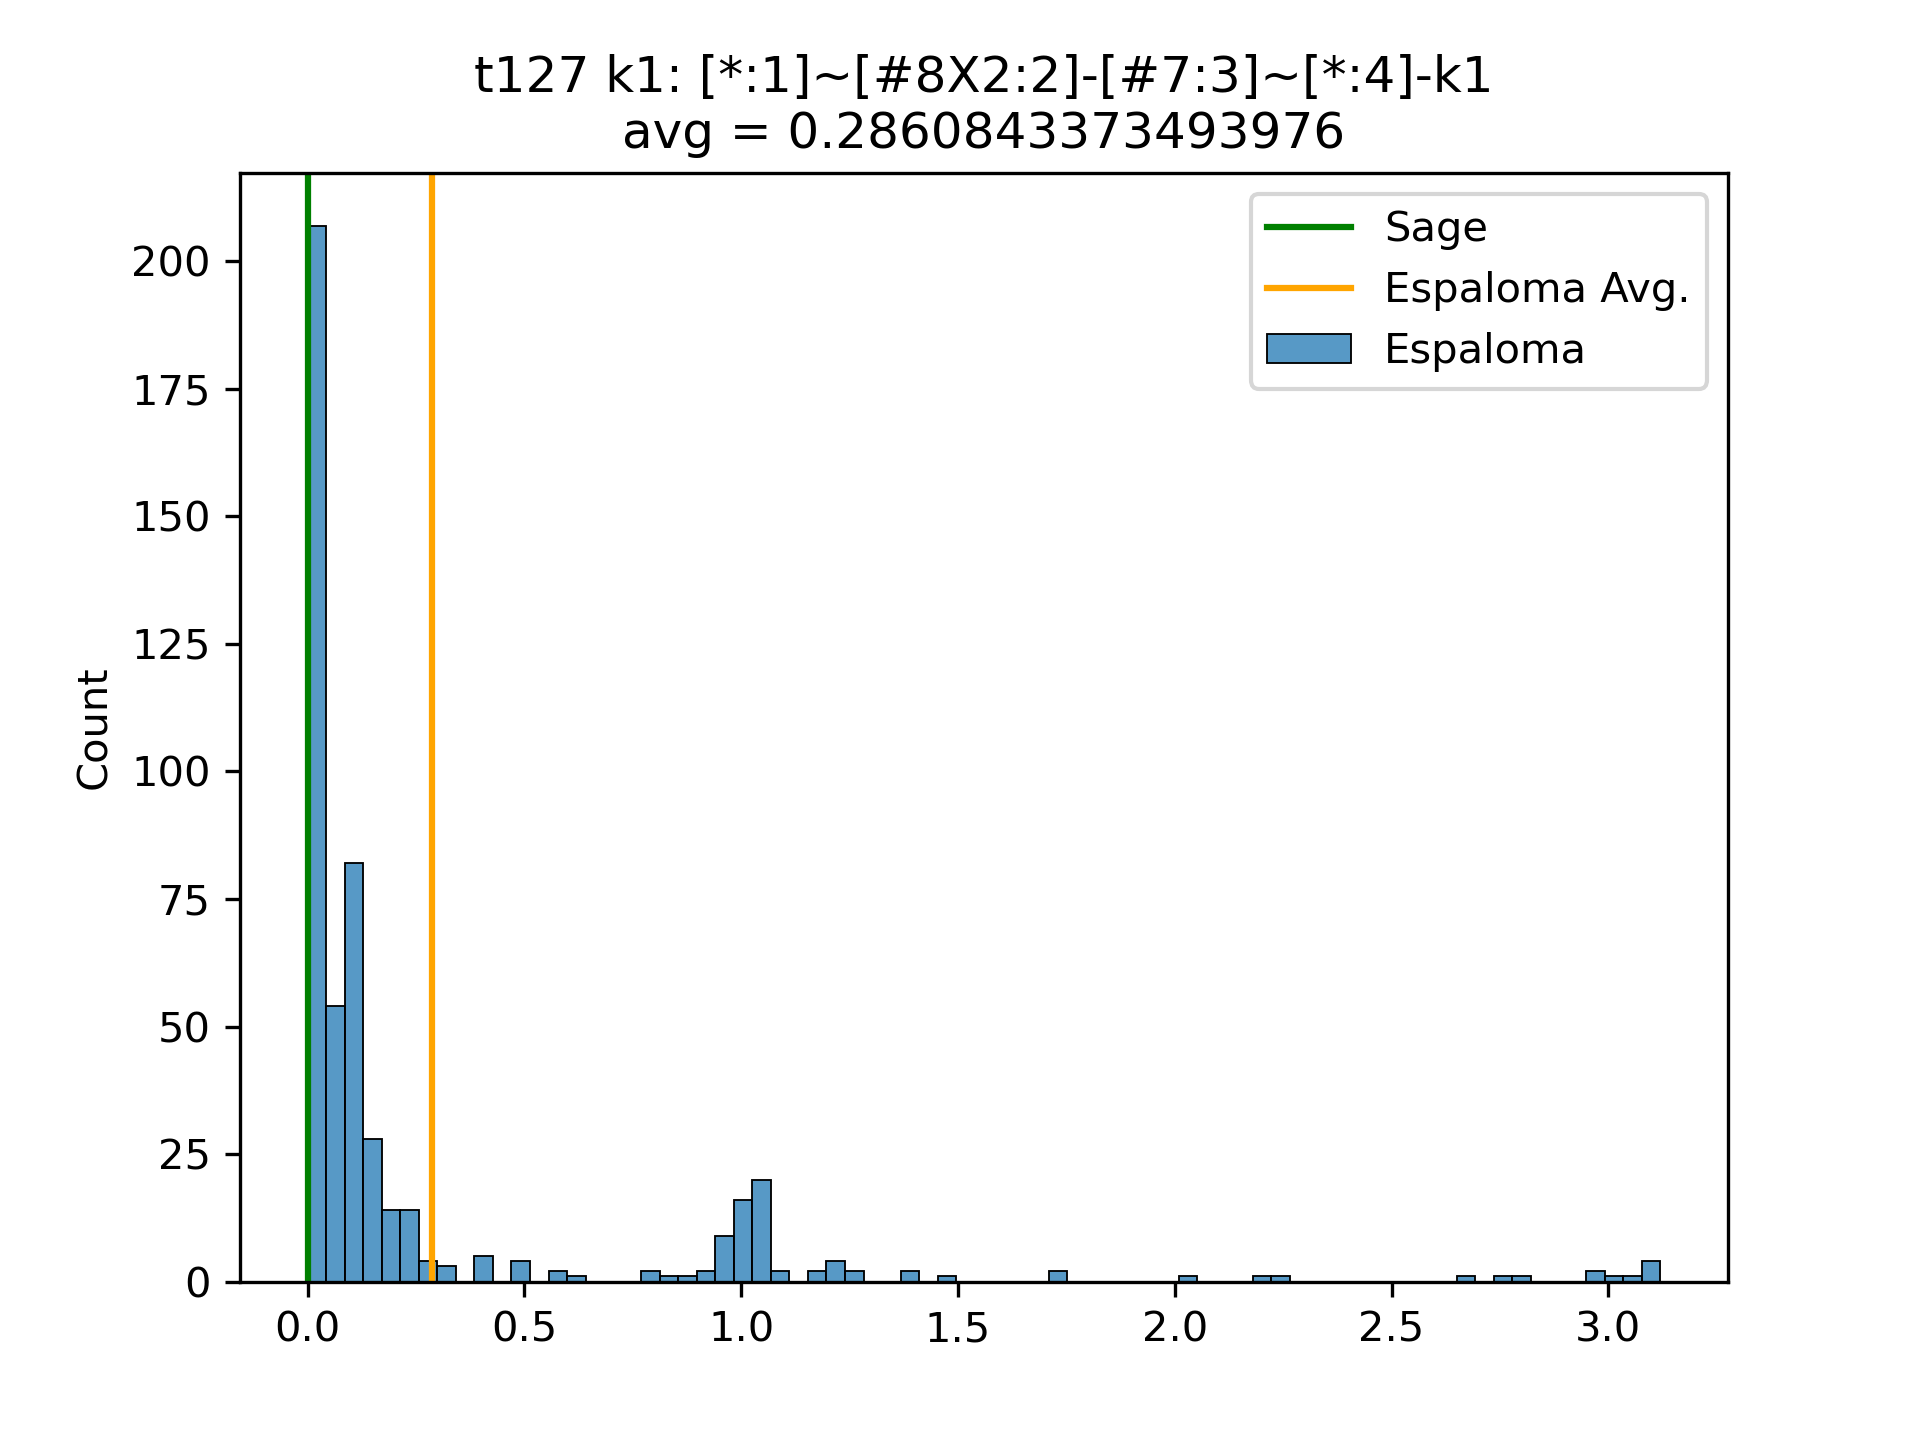 t127 k1: [*:1]~[#8X2:2]-[#7:3]~[*:4]-k1
avg = 0.2860843373493976
Sage
Espaloma Avg.
Espaloma
Count
200
175
150
125
100
75
50
25
0
0.0 0.5 1.0 1.5 2.0 2.5 3.0